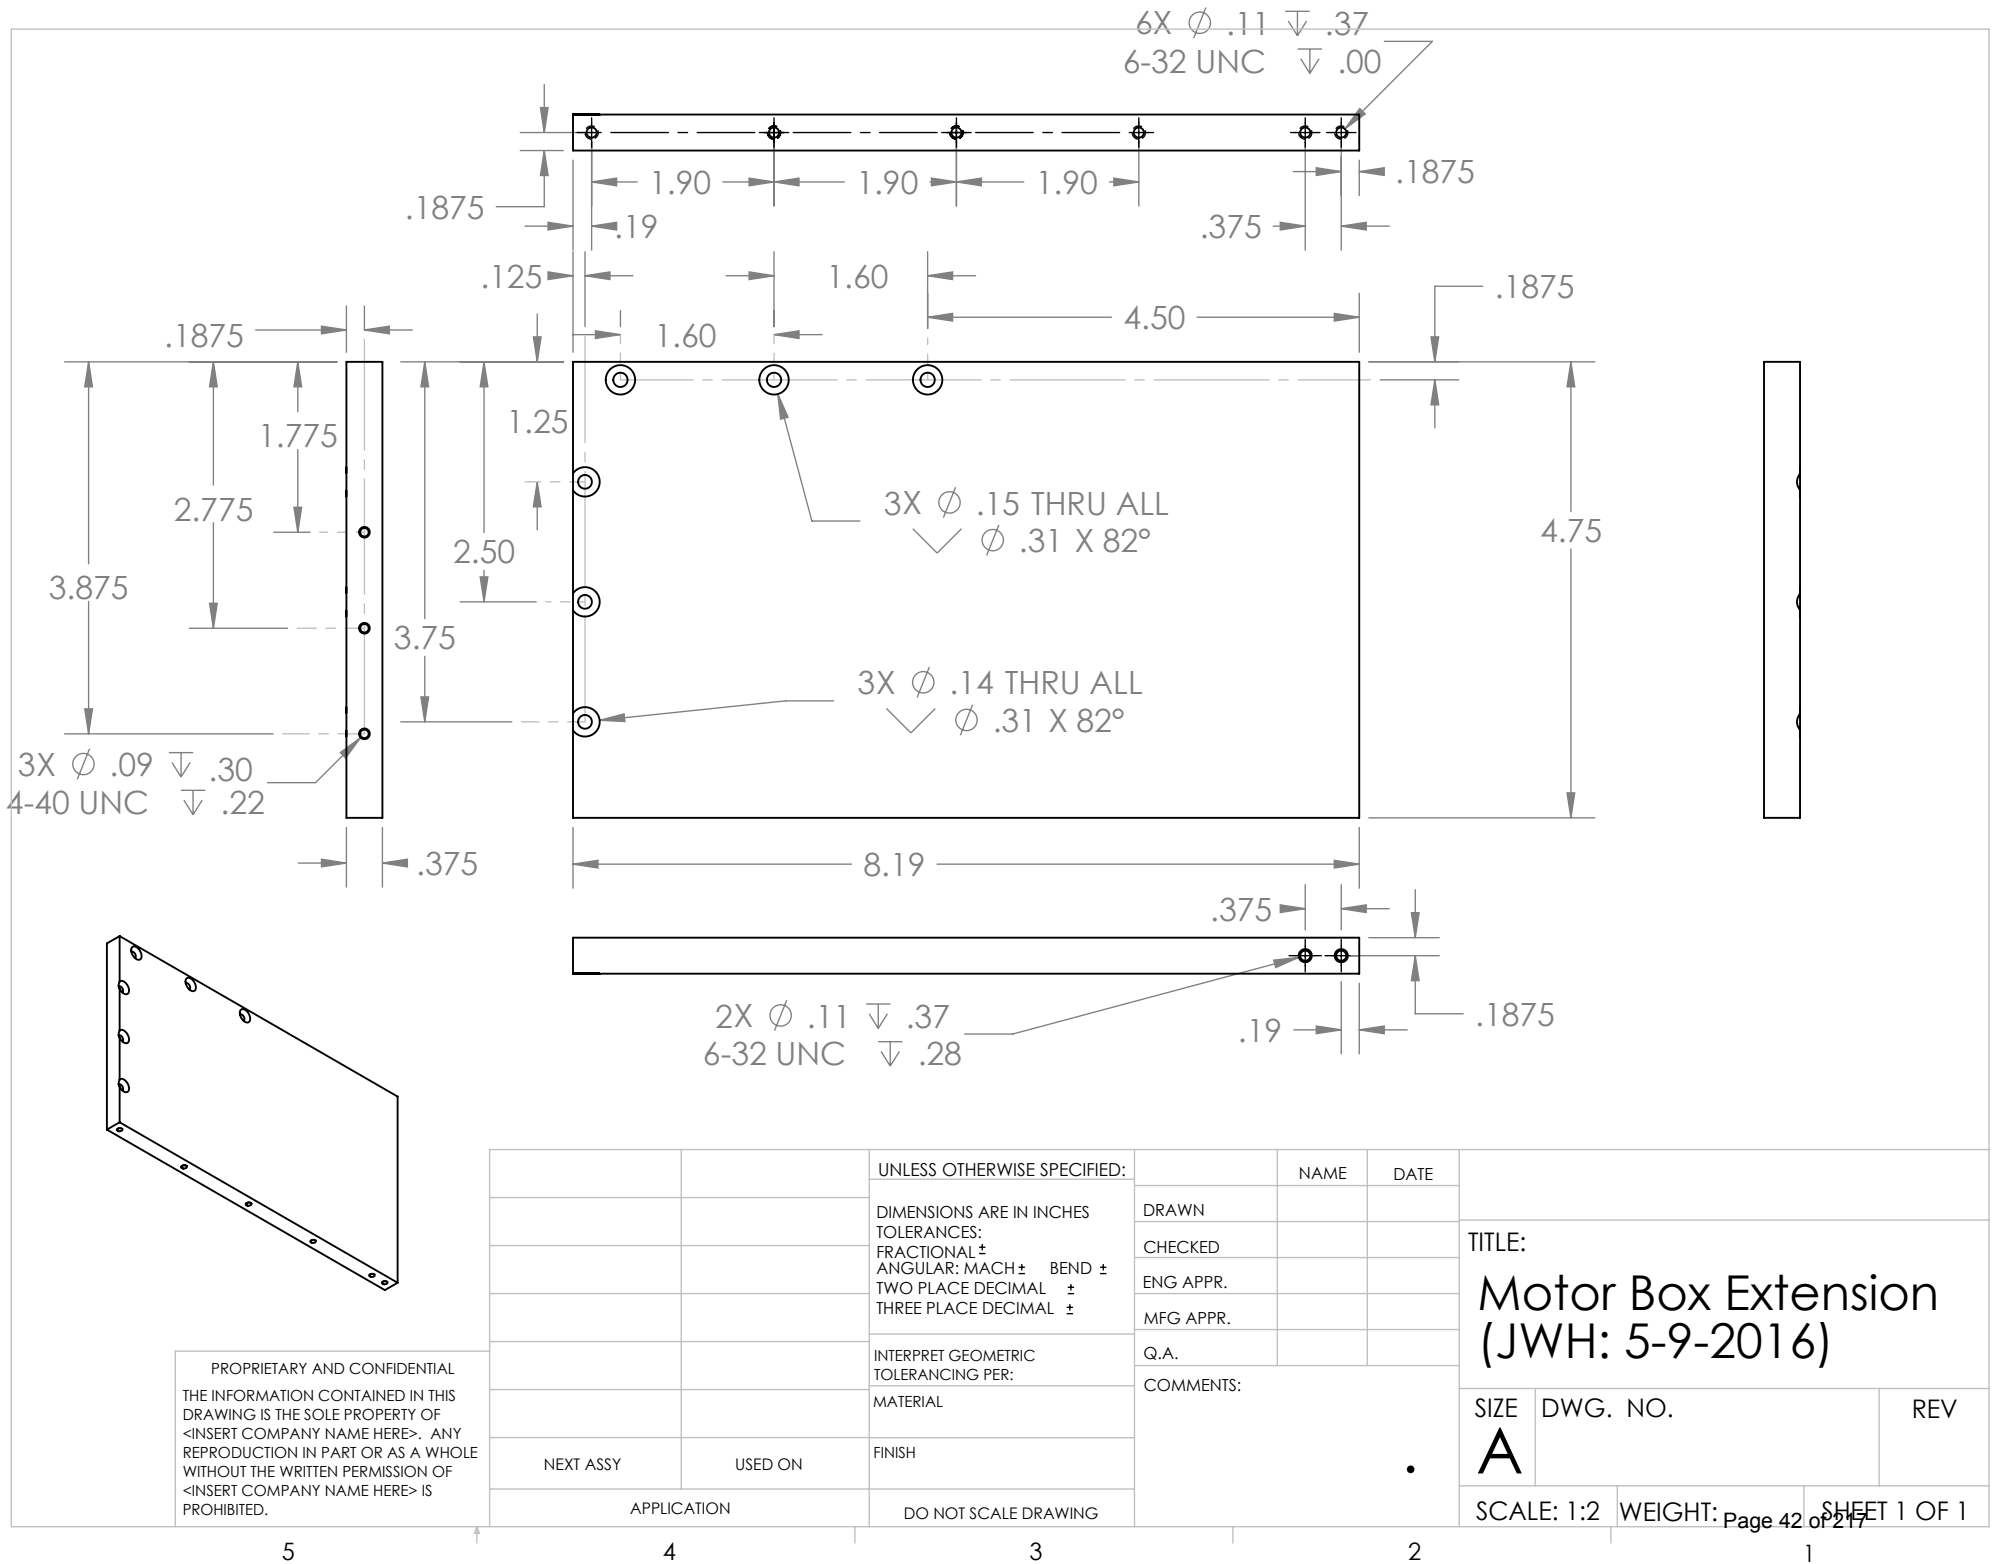 6X ∅ .11 ↧ .37
6-32 UNC ↧ .00
1.90
1.90
1.90
.1875
.1875
.19
.375
.125
1.60
.1875
.1875
1.60
4.50
1.25
1.775
2.775
2.50
3X ∅ .15 THRU ALL
⌵ ∅ .31 X 82°
4.75
3.875
3.75
3X ∅ .14 THRU ALL
⌵ ∅ .31 X 82°
3X ∅ .09 ↧ .30
4-40 UNC ↧ .22
.375
8.19
.375
2X ∅ .11 ↧ .37
6-32 UNC ↧ .28
.19
.1875
UNLESS OTHERWISE SPECIFIED:
DIMENSIONS ARE IN INCHES
TOLERANCES:
FRACTIONAL ±
ANGULAR: MACH ± BEND ±
TWO PLACE DECIMAL ±
THREE PLACE DECIMAL ±
INTERPRET GEOMETRIC
TOLERANCING PER:
MATERIAL
FINISH
DO NOT SCALE DRAWING
NAME DATE
DRAWN
CHECKED
ENG APPR.
MFG APPR.
Q.A.
COMMENTS:
TITLE:
Motor Box Extension
(JWH: 5-9-2016)
SIZE
A
DWG. NO.
REV
SCALE: 1:2
WEIGHT:
SHEET 1 OF 1
Page 42 of 217
PROPRIETARY AND CONFIDENTIAL
THE INFORMATION CONTAINED IN THIS
DRAWING IS THE SOLE PROPERTY OF
<INSERT COMPANY NAME HERE>. ANY
REPRODUCTION IN PART OR AS A WHOLE
WITHOUT THE WRITTEN PERMISSION OF
<INSERT COMPANY NAME HERE> IS
PROHIBITED.
NEXT ASSY
USED ON
APPLICATION
5
4
3
2
1